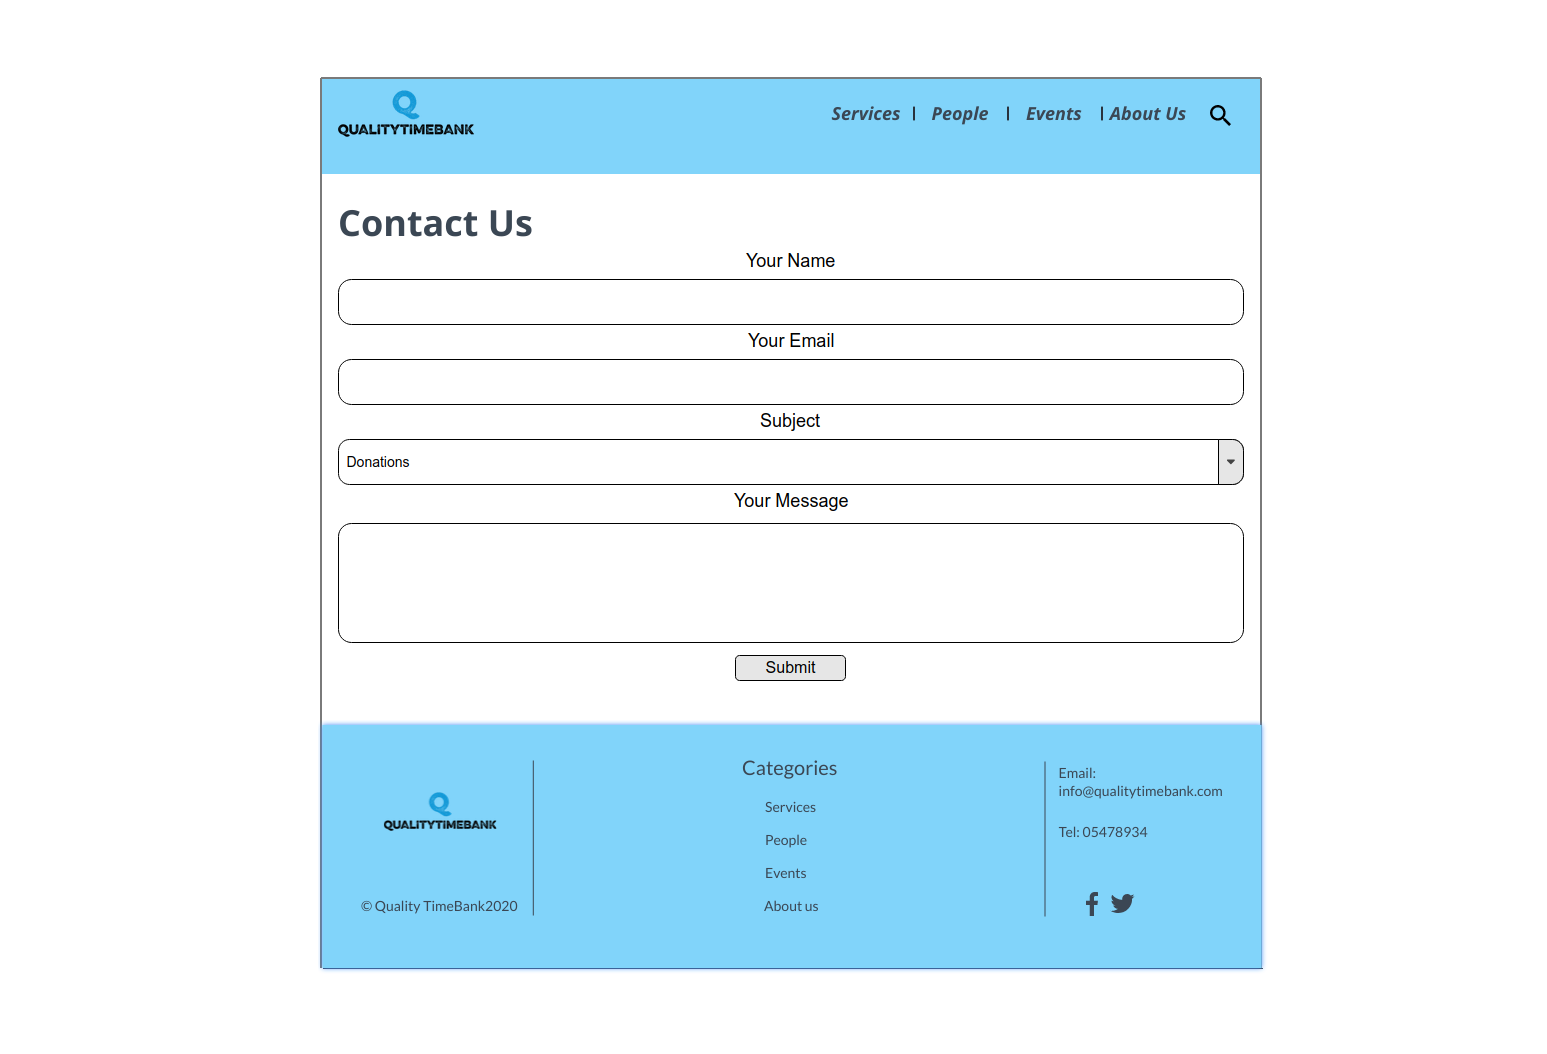 QUALITYTIMEBANK
Services | People | Events | About Us
Contact Us
Your Name
Your Email
Subject
Donations
Your Message
Submit
QUALITYTIMEBANK
© Quality TimeBank2020
Categories
Services
People
Events
About us
Email:
info@qualitytimebank.com
Tel: 05478934